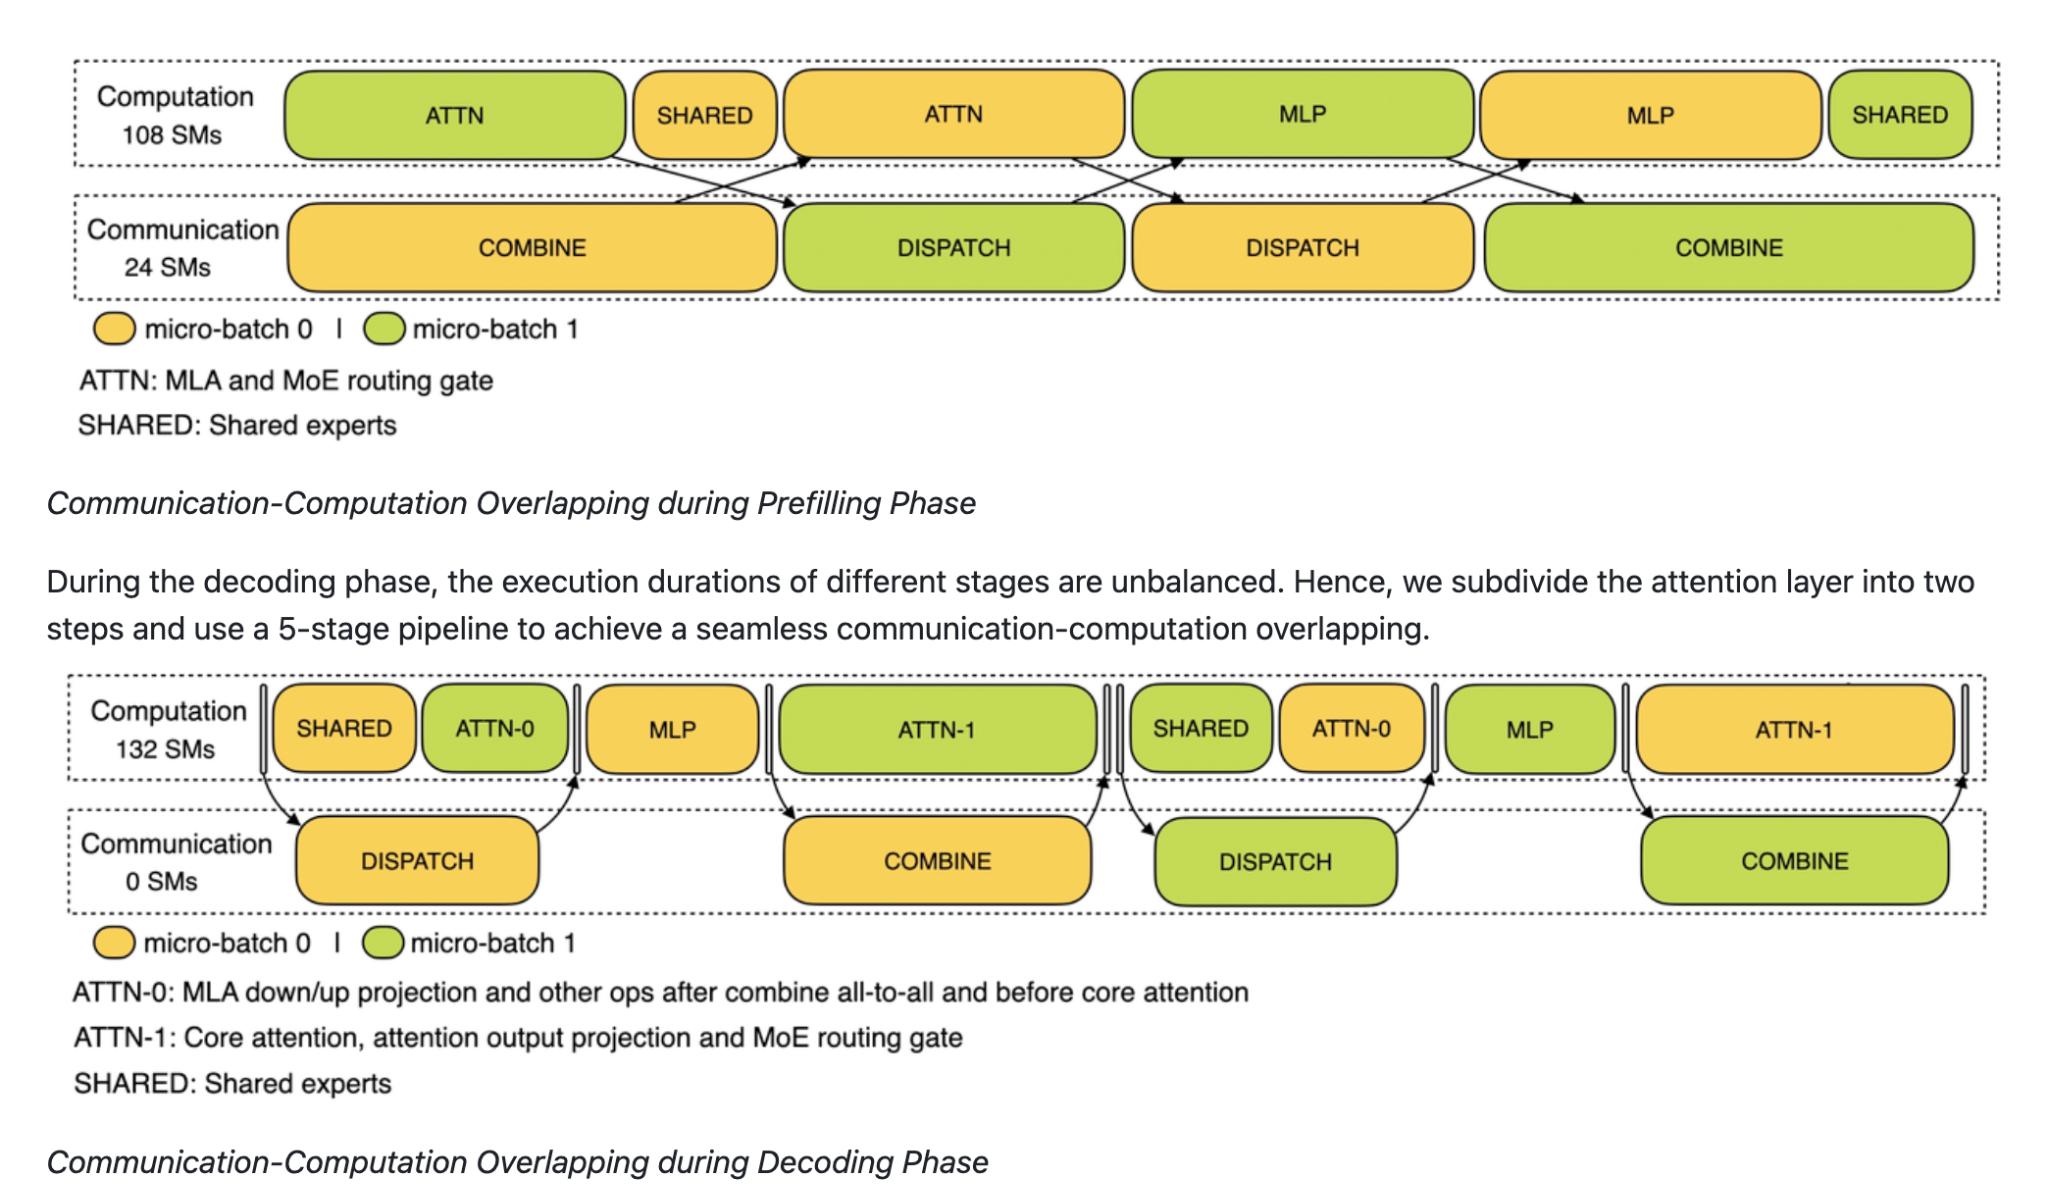 Computation
108 SMs
ATTN
SHARED
ATTN
MLP
MLP
SHARED
Communication
24 SMs
COMBINE
DISPATCH
DISPATCH
COMBINE
micro-batch 0 | micro-batch 1
ATTN: MLA and MoE routing gate
SHARED: Shared experts
Communication-Computation Overlapping during Prefilling Phase
During the decoding phase, the execution durations of different stages are unbalanced. Hence, we subdivide the attention layer into two
steps and use a 5-stage pipeline to achieve a seamless communication-computation overlapping.
Computation
132 SMs
SHARED
ATTN-0
MLP
ATTN-1
SHARED
ATTN-0
MLP
ATTN-1
Communication
0 SMs
DISPATCH
COMBINE
DISPATCH
COMBINE
micro-batch 0 | micro-batch 1
ATTN-0: MLA down/up projection and other ops after combine all-to-all and before core attention
ATTN-1: Core attention, attention output projection and MoE routing gate
SHARED: Shared experts
Communication-Computation Overlapping during Decoding Phase